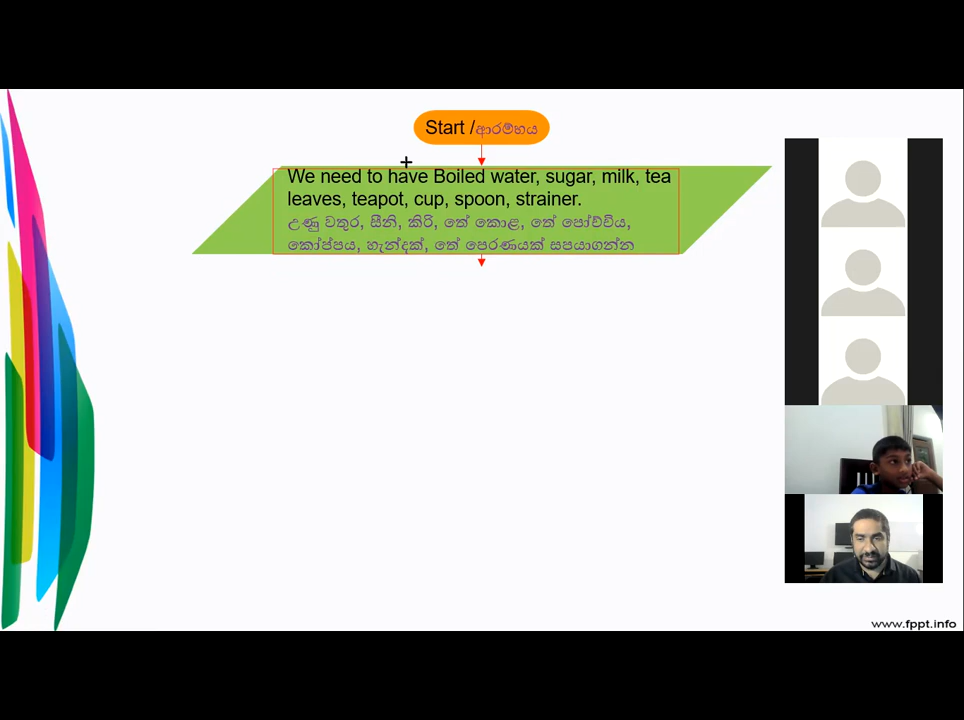 Start /ආරම්භය
We need to have Boiled water, sugar, milk, tea
leaves, teapot, cup, spoon, strainer.
උණු වතුර, සීනි, කිරි, තේ කොළ, තේ පෝච්චිය,
කෝප්පය, හැන්දක්, තේ පෙරණයක් සපයාගන්න
www.fppt.info